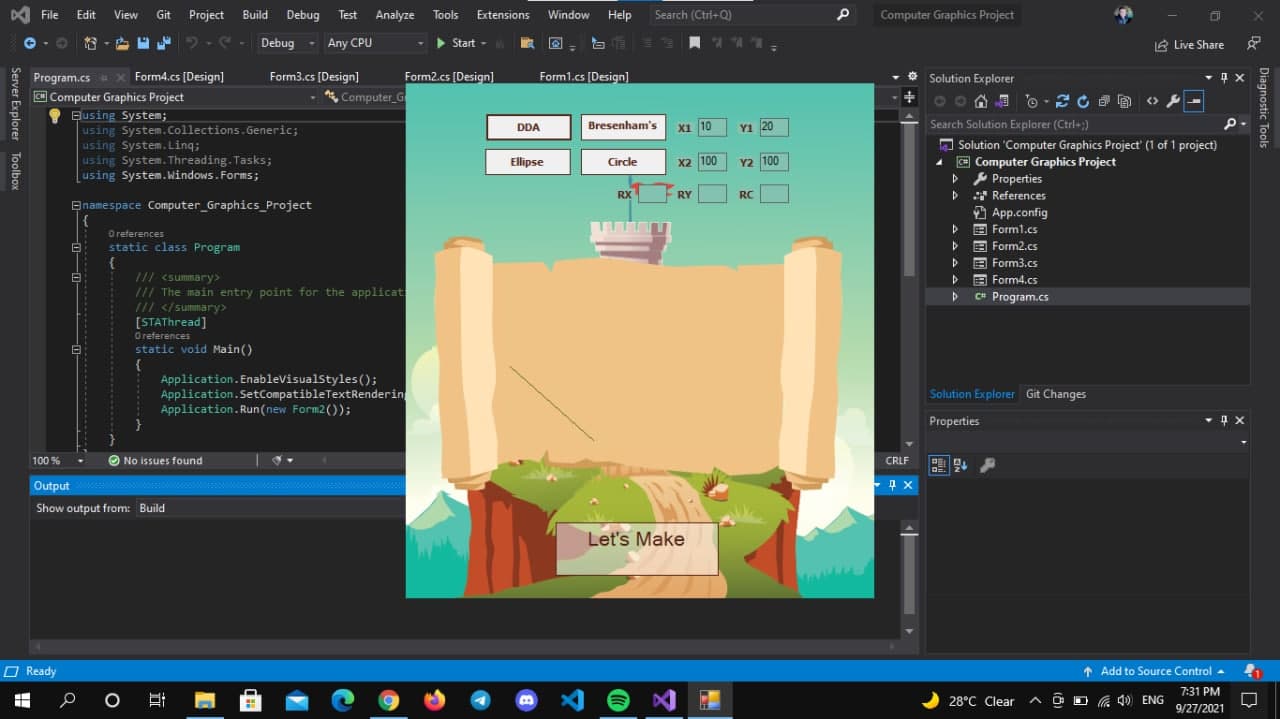 File Edit View Git Project Build Debug Test Analyze Tools Extensions Window Help Search (Ctrl+Q) Computer Graphics Project
Debug Any CPU Start Live Share
Server Explorer
Toolbox
Program.cs Form4.cs [Design] Form3.cs [Design] Form2.cs [Design] Form1.cs [Design]
Computer Graphics Project Computer_G
using System;
using System.Collections.Generic;
using System.Linq;
using System.Threading.Tasks;
using System.Windows.Forms;
namespace Computer_Graphics_Project
{
0 references
static class Program
{
/// <summary>
/// The main entry point for the applicati
/// </summary>
[STAThread]
0 references
static void Main()
{
Application.EnableVisualStyles();
Application.SetCompatibleTextRendering
Application.Run(new Form2());
}
}
100 % No issues found CRLF
Output
Show output from: Build
DDA Bresenham's X1 10 Y1 20
Ellipse Circle X2 100 Y2 100
RX RY RC
Let's Make
Solution Explorer
Search Solution Explorer (Ctrl+;)
Solution 'Computer Graphics Project' (1 of 1 project)
Computer Graphics Project
Properties
References
App.config
Form1.cs
Form2.cs
Form3.cs
Form4.cs
Program.cs
Solution Explorer Git Changes
Properties
Diagnostic Tools
Ready Add to Source Control 1
28°C Clear ENG 7:31 PM
9/27/2021